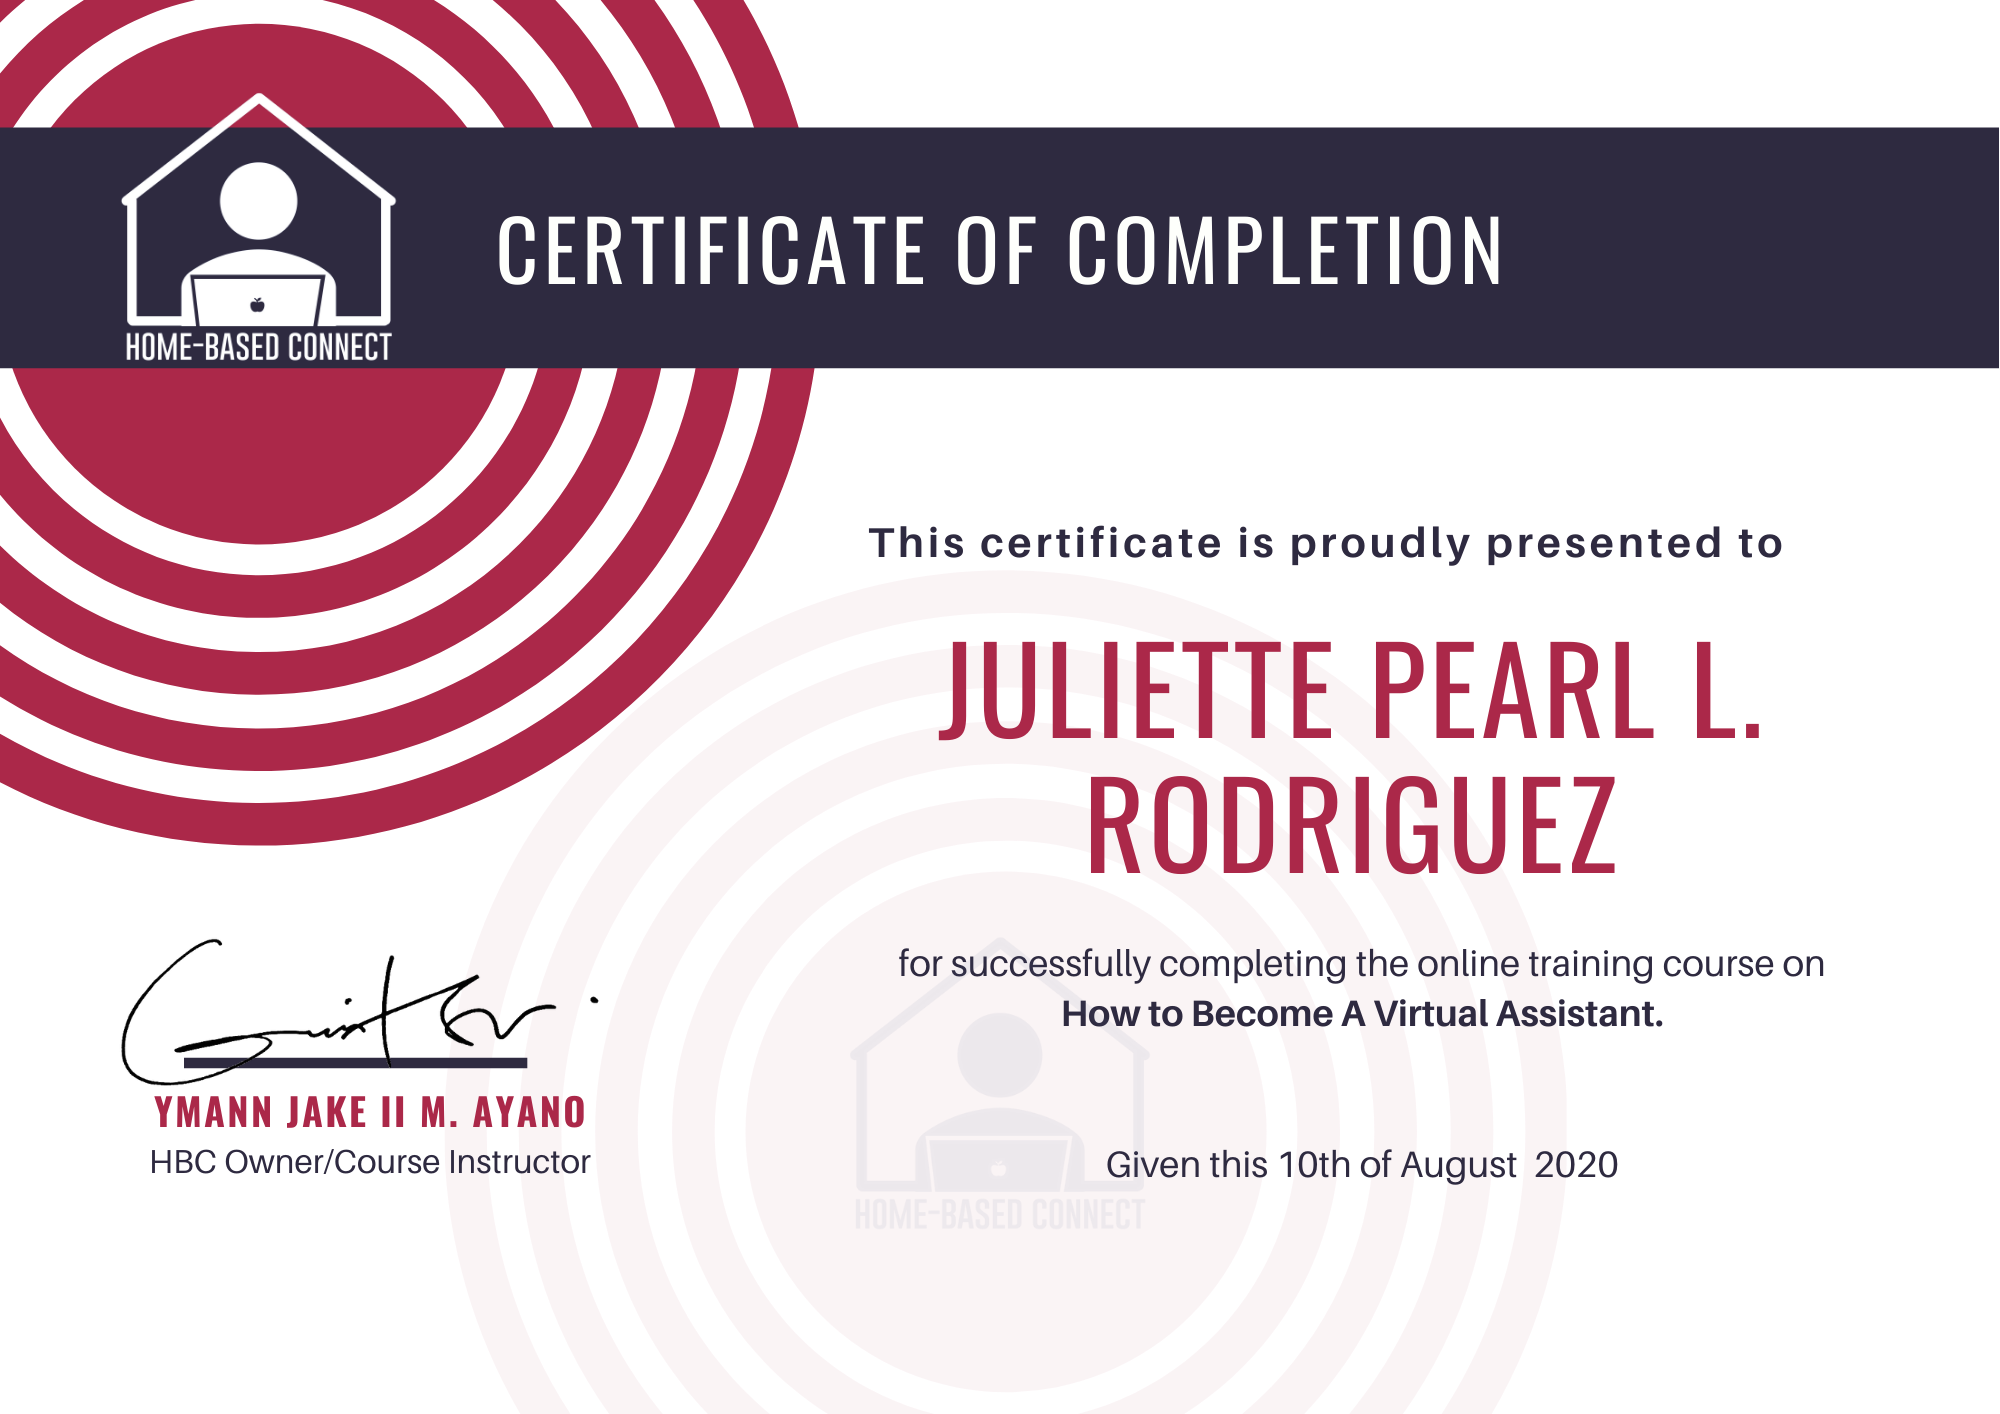 CERTIFICATE OF COMPLETION
HOME-BASED CONNECT
This certificate is proudly presented to
JULIETTE PEARL L.
RODRIGUEZ
for successfully completing the online training course on
How to Become A Virtual Assistant.
YMANN JAKE II M. AYANO
HBC Owner/Course Instructor
Given this 10th of August 2020
HOME-BASED CONNECT